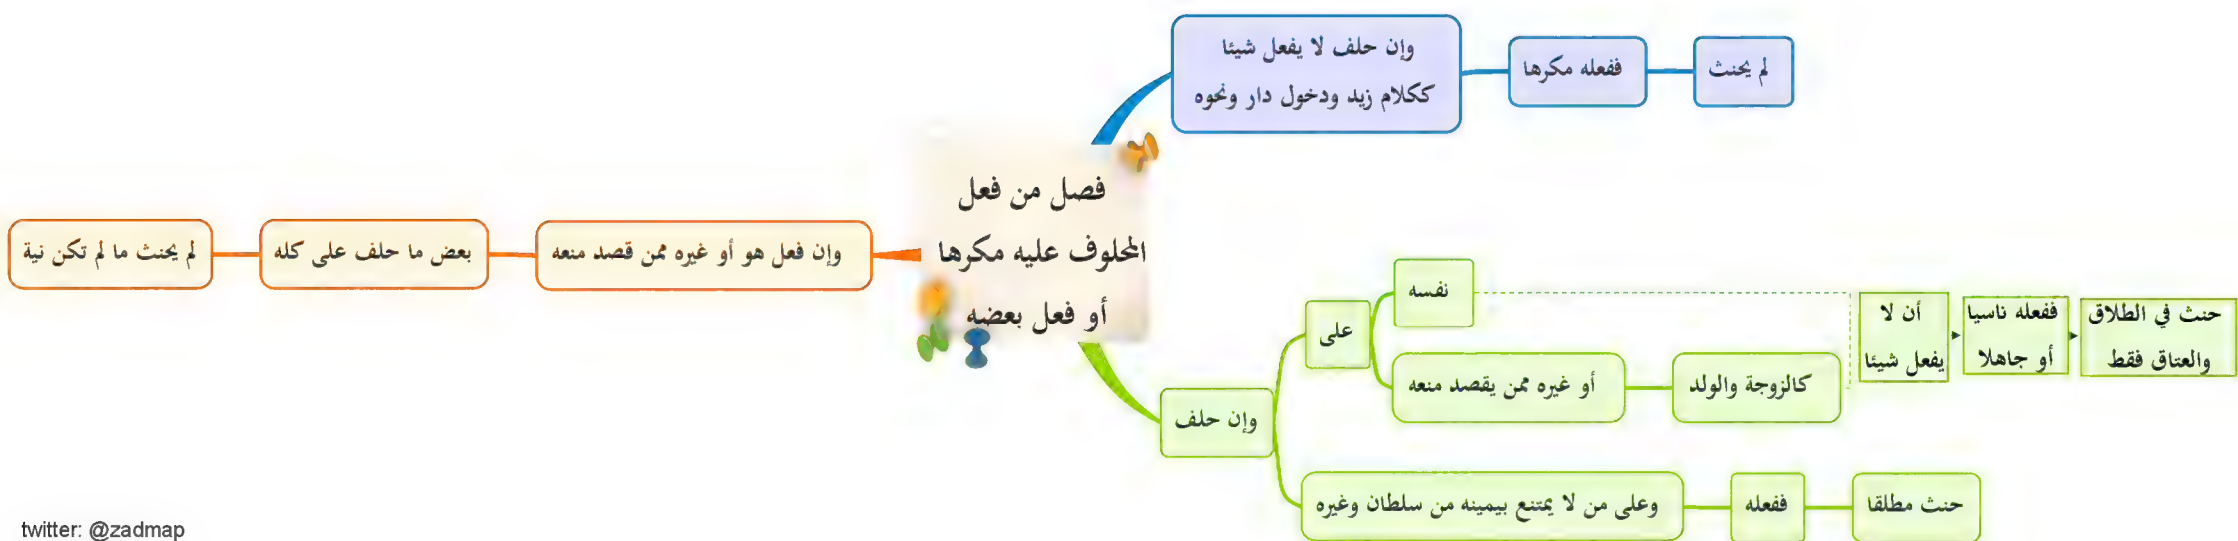 فصل من فعل
المحلوف عليه مكرها
أو فعل بعضه
وإن حلف لا يفعل شيئا
ككلام زيد ودخول دار ونحوه
ففعله مكرها
لم يحنث
وإن حلف
على
نفسه
أو غيره ممن يقصد منعه
كالزوجة والولد
أن لا
يفعل شيئا
ففعله ناسيا
أو جاهلا
حنث في الطلاق
والعتاق فقط
وعلى من لا يمتنع بيمينه من سلطان وغيره
ففعله
حنث مطلقا
وإن فعل هو أو غيره ممن قصد منعه
بعض ما حلف على كله
لم يحنث ما لم تكن نية
twitter: @zadmap